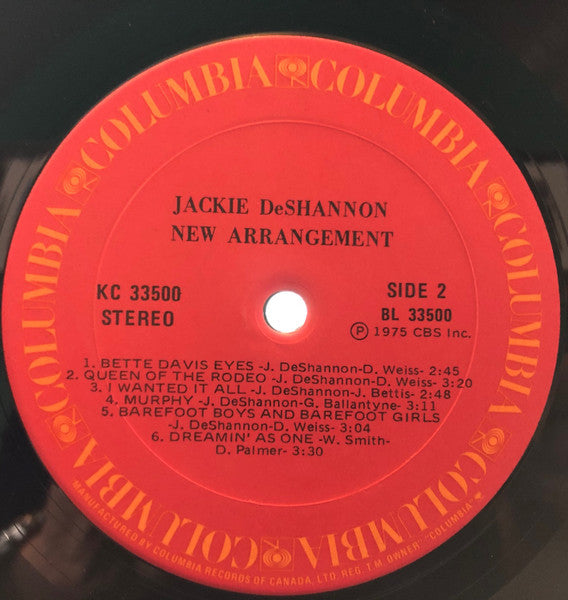 COLUMBIA COLUMBIA COLUMBIA COLUMBIA COLUMBIA COLUMBIA
JACKIE DeSHANNON
NEW ARRANGEMENT
KC 33500
STEREO
SIDE 2
BL 33500
Ⓟ 1975 CBS Inc.
1. BETTE DAVIS EYES -J. DeSHANNON-D. Weiss- 2:45
2. QUEEN OF THE RODEO -J. DeSHANNON-D. Weiss- 3:20
3. I WANTED IT ALL -J. DeSHANNON-J. Bettis- 2:48
4. MURPHY -J. DeSHANNON-G. Ballantyne- 3:11
5. BAREFOOT BOYS AND BAREFOOT GIRLS
-J. DeSHANNON-D. Weiss- 3:04
6. DREAMIN' AS ONE -W. Smith-
D. Palmer- 3:30
MANUFACTURED BY COLUMBIA RECORDS OF CANADA, LTD. REG. T.M. OWNER "COLUMBIA"